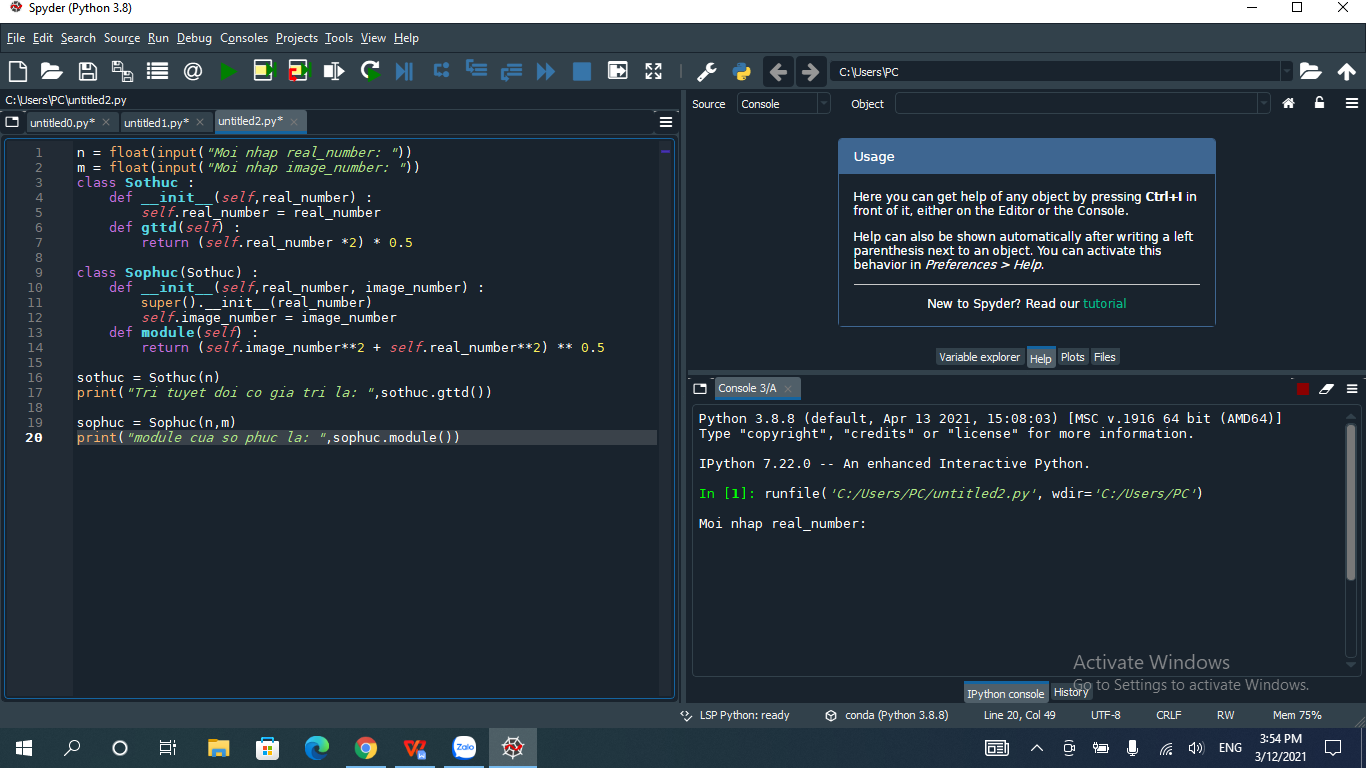 Spyder (Python 3.8)
File Edit Search Source Run Debug Consoles Projects Tools View Help
C:\Users\PC
C:\Users\PC\untitled2.py
untitled0.py* untitled1.py* untitled2.py*
1 n = float(input("Moi nhap real_number: "))
2 m = float(input("Moi nhap image_number: "))
3 class Sothuc :
4     def __init__(self,real_number) :
5         self.real_number = real_number
6     def gttd(self) :
7         return (self.real_number *2) * 0.5
8
9 class Sophuc(Sothuc) :
10     def __init__(self,real_number, image_number) :
11         super().__init__(real_number)
12         self.image_number = image_number
13     def module(self) :
14         return (self.image_number**2 + self.real_number**2) ** 0.5
15
16 sothuc = Sothuc(n)
17 print("Tri tuyet doi co gia tri la: ",sothuc.gttd())
18
19 sophuc = Sophuc(n,m)
20 print("module cua so phuc la: ",sophuc.module())
Source Console Object
Usage
Here you can get help of any object by pressing Ctrl+I in
front of it, either on the Editor or the Console.
Help can also be shown automatically after writing a left
parenthesis next to an object. You can activate this
behavior in Preferences > Help.
New to Spyder? Read our tutorial
Variable explorer Help Plots Files
Console 3/A
Python 3.8.8 (default, Apr 13 2021, 15:08:03) [MSC v.1916 64 bit (AMD64)]
Type "copyright", "credits" or "license" for more information.
IPython 7.22.0 -- An enhanced Interactive Python.
In [1]: runfile('C:/Users/PC/untitled2.py', wdir='C:/Users/PC')
Moi nhap real_number:
Activate Windows
Go to Settings to activate Windows.
IPython console History
LSP Python: ready conda (Python 3.8.8) Line 20, Col 49 UTF-8 CRLF RW Mem 75%
Zalo
ENG
3:54 PM
3/12/2021